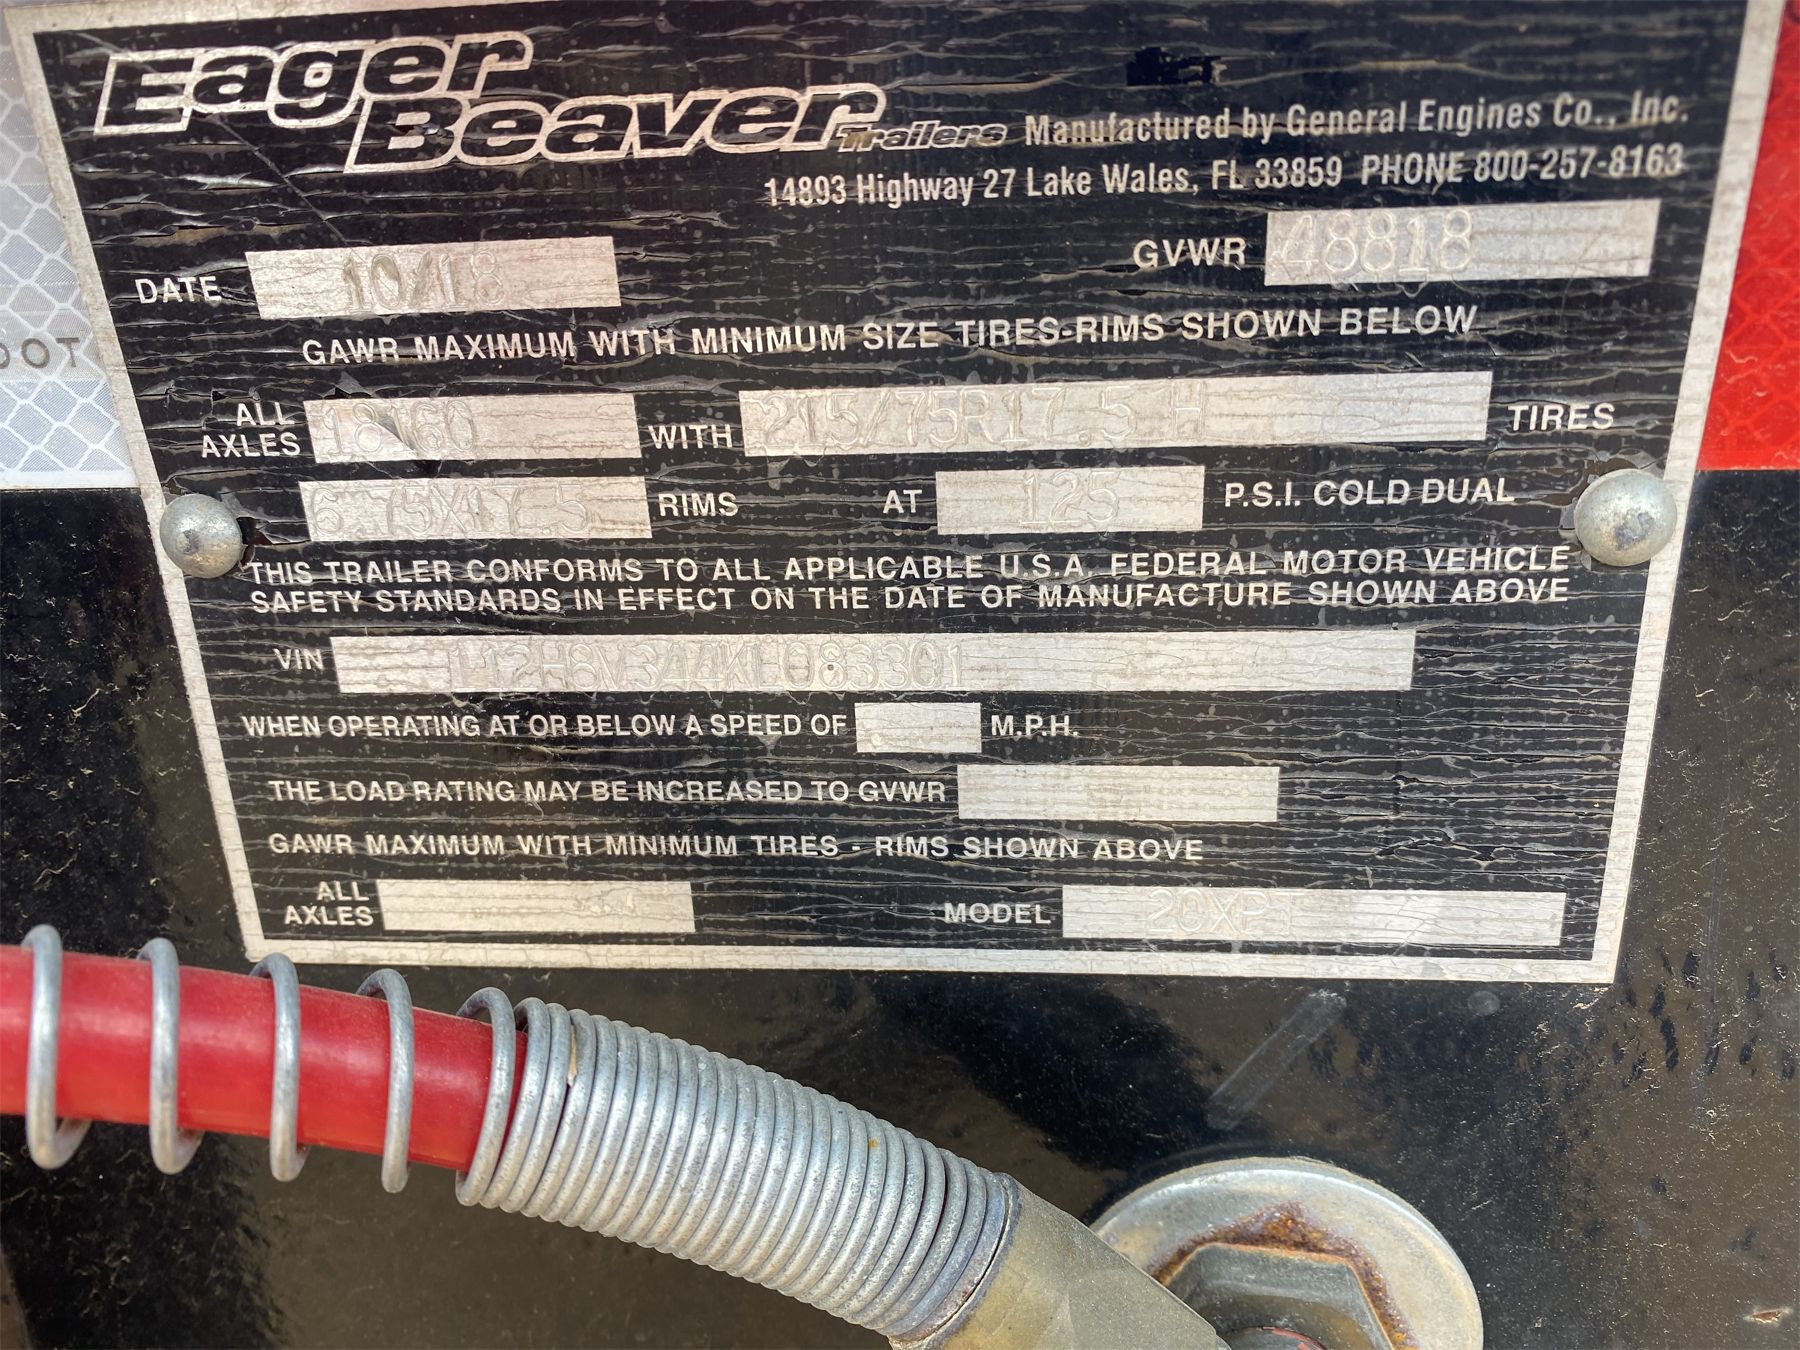 Eager
Beaver Trailers Manufactured by General Engines Co., Inc.
14893 Highway 27 Lake Wales, FL 33859 PHONE 800-257-8163
DATE 10/18 GVWR 48818
GAWR MAXIMUM WITH MINIMUM SIZE TIRES-RIMS SHOWN BELOW
ALL AXLES 18160 WITH 215/75R17.5 H TIRES
6.75X17.5 RIMS AT 125 P.S.I. COLD DUAL
THIS TRAILER CONFORMS TO ALL APPLICABLE U.S.A. FEDERAL MOTOR VEHICLE
SAFETY STANDARDS IN EFFECT ON THE DATE OF MANUFACTURE SHOWN ABOVE
VIN 112H8V3A4KL083301
WHEN OPERATING AT OR BELOW A SPEED OF M.P.H.
THE LOAD RATING MAY BE INCREASED TO GVWR
GAWR MAXIMUM WITH MINIMUM TIRES - RIMS SHOWN ABOVE
ALL AXLES MODEL 20XPT
DOT